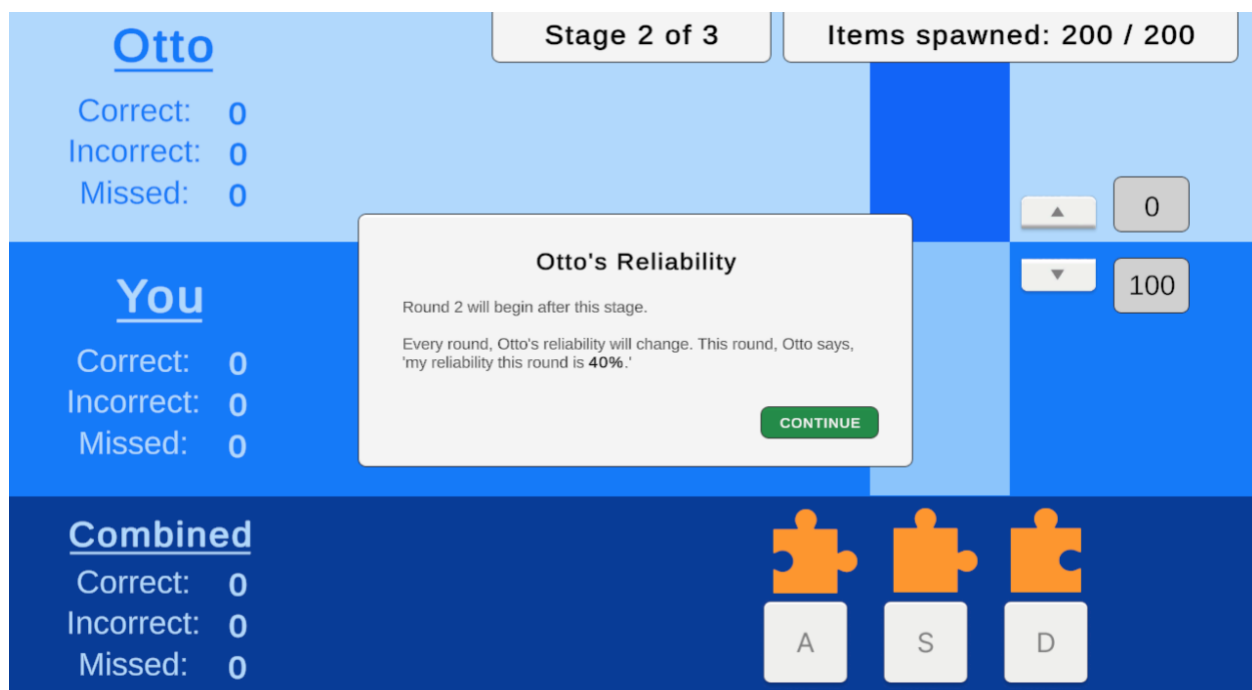 Otto
Correct: 0
Incorrect: 0
Missed: 0
Stage 2 of 3
Items spawned: 200 / 200
▲ 0
▼ 100
Otto's Reliability
Round 2 will begin after this stage.
Every round, Otto's reliability will change. This round, Otto says,
'my reliability this round is 40%.'
CONTINUE
You
Correct: 0
Incorrect: 0
Missed: 0
Combined
Correct: 0
Incorrect: 0
Missed: 0
A S D